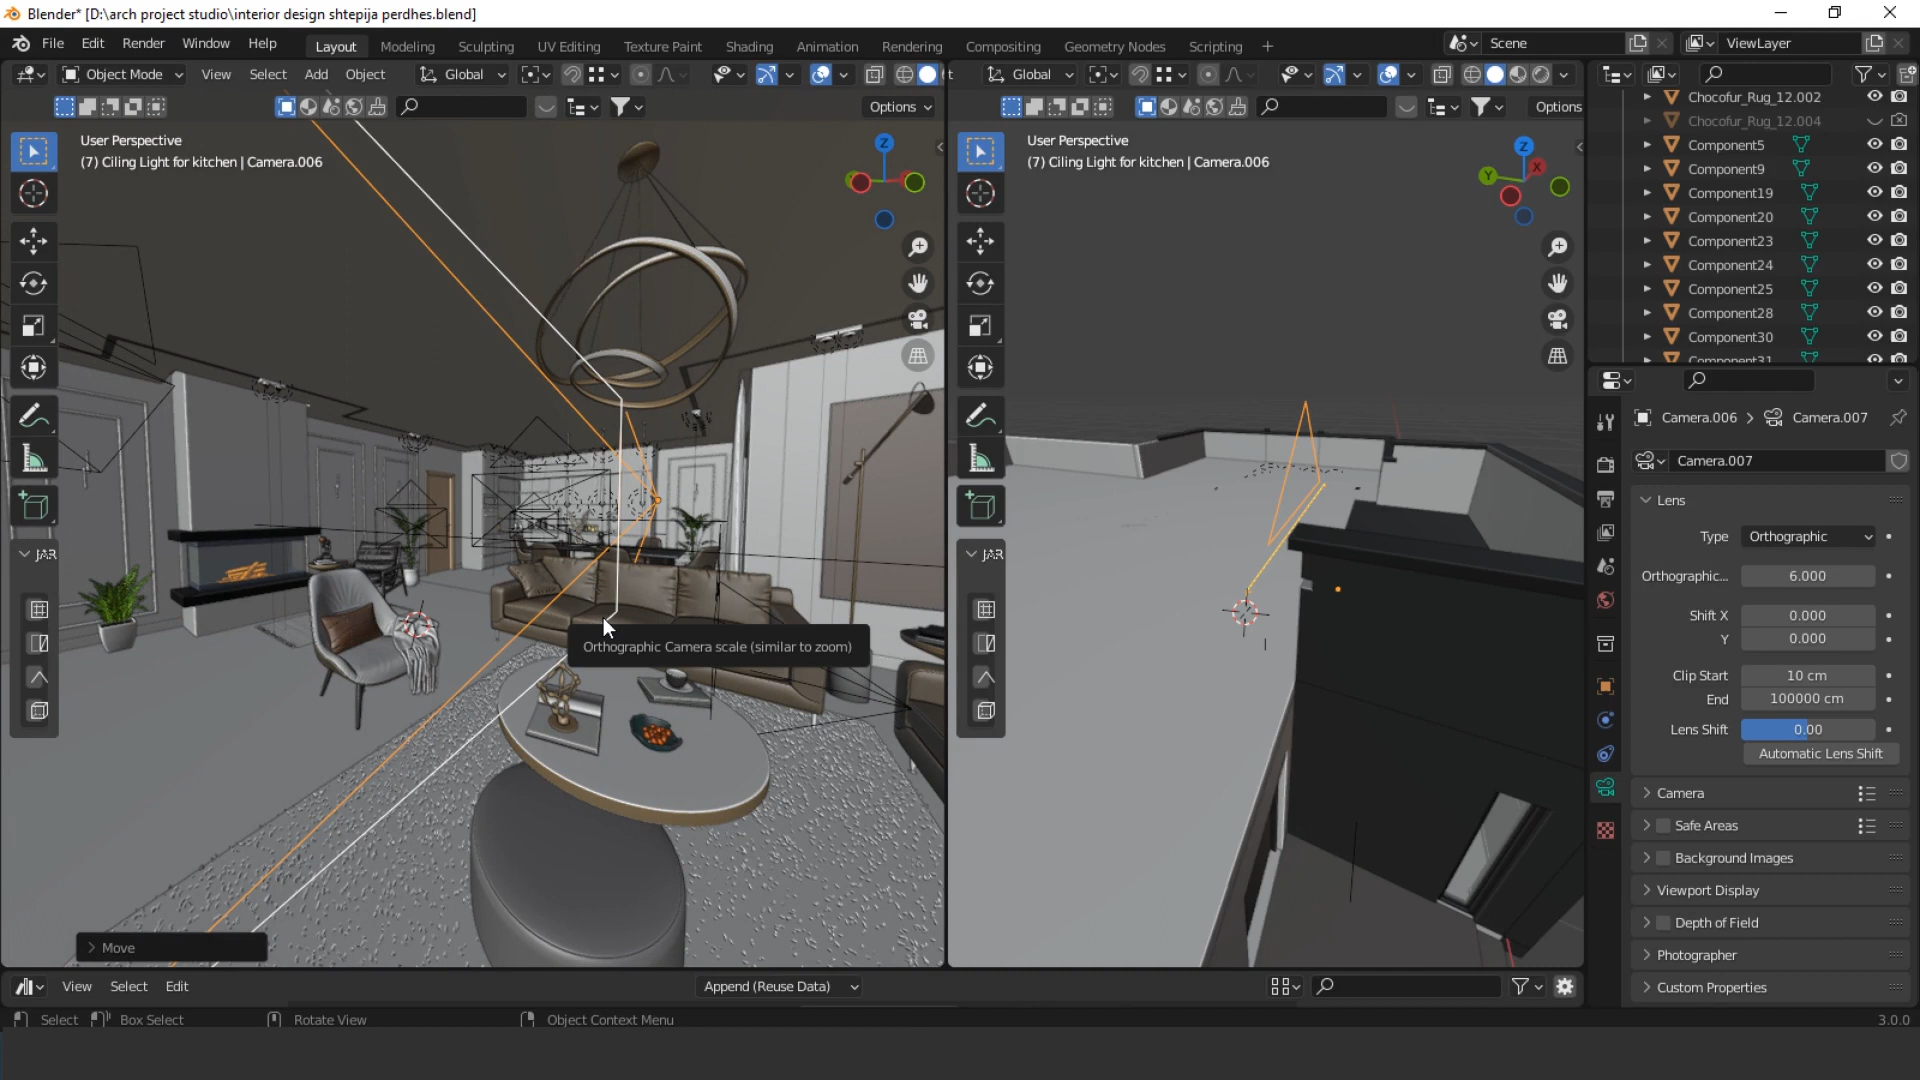 Blender* [D:\arch project studio\interior design shtepija perdhes.blend]
File Edit Render Window Help
Layout Modeling Sculpting UV Editing Texture Paint Shading Animation Rendering Compositing Geometry Nodes Scripting +
Scene
ViewLayer
Object Mode View Select Add Object Global
Global
Options
Options
User Perspective
(7) Ciling Light for kitchen | Camera.006
User Perspective
(7) Ciling Light for kitchen | Camera.006
Z
Z
X
Y
JAR
JAR
Orthographic Camera scale (similar to zoom)
Move
Chocofur_Rug_12.002
Chocofur_Rug_12.004
Component5
Component9
Component19
Component20
Component23
Component24
Component25
Component28
Component30
Component31
Camera.006 > Camera.007
Camera.007
Lens
Type Orthographic
Orthographic... 6.000
Shift X 0.000
Y 0.000
Clip Start 10 cm
End 100000 cm
Lens Shift 0.00
Automatic Lens Shift
Camera
Safe Areas
Background Images
Viewport Display
Depth of Field
Photographer
Custom Properties
View Select Edit
Append (Reuse Data)
Select Box Select Rotate View Object Context Menu
3.0.0